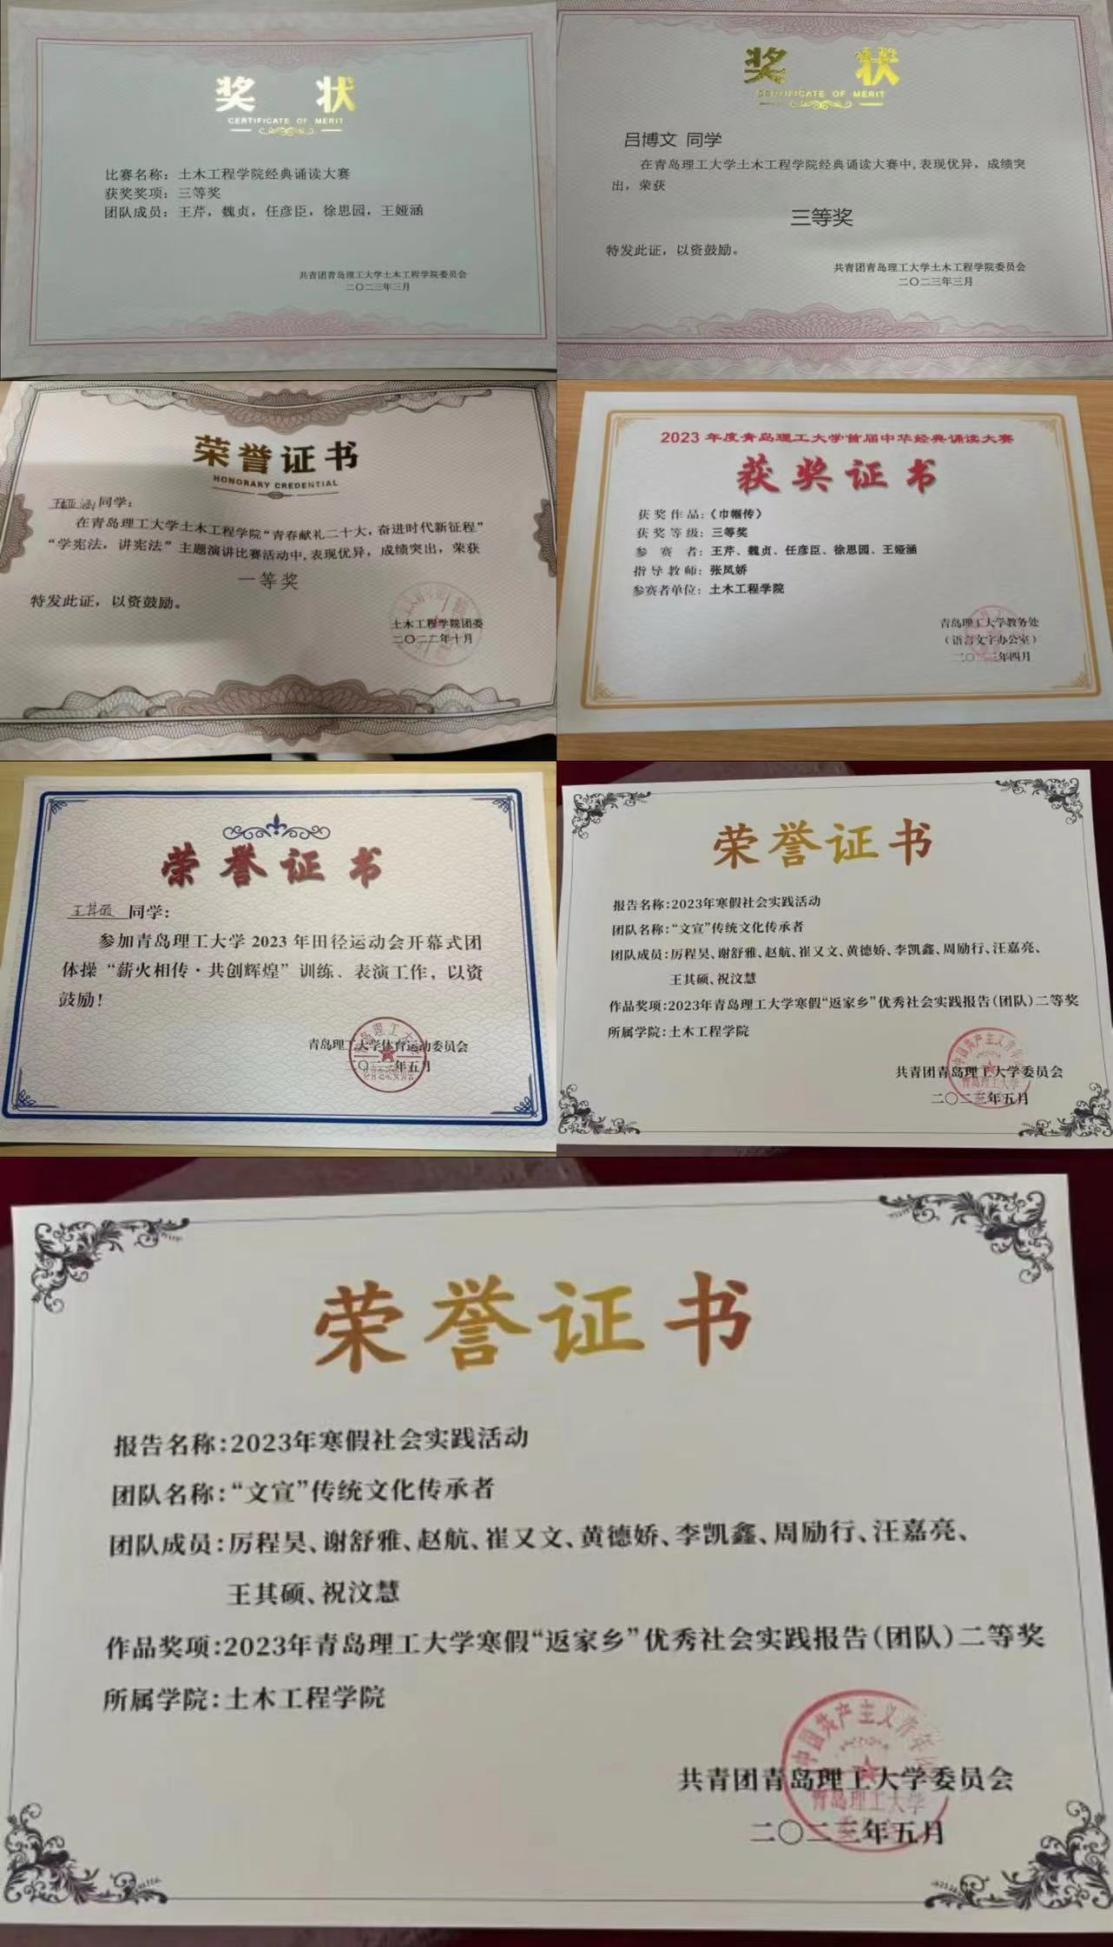 奖 状
CERTIFICATE OF MERIT
比赛名称：土木工程学院经典诵读大赛
获奖奖项：三等奖
团队成员：王芹，魏贞，任彦臣，徐思园，王娅涵
共青团青岛理工大学土木工程学院委员会
二〇二三年三月
奖 状
CERTIFICATE OF MERIT
吕博文 同学
在青岛理工大学土木工程学院经典诵读大赛中,表现优异，成绩突
出，荣获
三等奖
特发此证，以资鼓励。
共青团青岛理工大学土木工程学院委员会
二〇二三年三月
荣誉证书
HONORARY CREDENTIAL
王娅涵同学：
在青岛理工大学土木工程学院“青春献礼二十大，奋进时代新征程”
“学宪法，讲宪法”主题演讲比赛活动中,表现优异，成绩突出，荣获
一等奖
特发此证，以资鼓励。
土木工程学院团委
二〇二二年十月
2023 年度青岛理工大学首届中华经典诵读大赛
获奖证书
获奖作品：《巾帼传》
获奖等级：三等奖
参 赛 者：王芹、魏贞、任彦臣、徐思园、王娅涵
指导教师：张凤娇
参赛者单位：土木工程学院
青岛理工大学教务处
（语言文字办公室）
二〇二三年四月
荣誉证书
王其硕 同学：
参加青岛理工大学 2023 年田径运动会开幕式团
体操“薪火相传·共创辉煌”训练、表演工作，以资
鼓励！
青岛理工大学体育运动委员会
二〇二三年五月
荣誉证书
报告名称：2023年寒假社会实践活动
团队名称：“文宣”传统文化传承者
团队成员：厉程昊、谢舒雅、赵航、崔又文、黄德娇、李凯鑫、周励行、汪嘉亮、
王其硕、祝汶慧
作品奖项：2023年青岛理工大学寒假“返家乡”优秀社会实践报告（团队）二等奖
所属学院：土木工程学院
共青团青岛理工大学委员会
二〇二三年五月
荣誉证书
报告名称：2023年寒假社会实践活动
团队名称：“文宣”传统文化传承者
团队成员：厉程昊、谢舒雅、赵航、崔又文、黄德娇、李凯鑫、周励行、汪嘉亮、
王其硕、祝汶慧
作品奖项：2023年青岛理工大学寒假“返家乡”优秀社会实践报告（团队）二等奖
所属学院：土木工程学院
共青团青岛理工大学委员会
二〇二三年五月